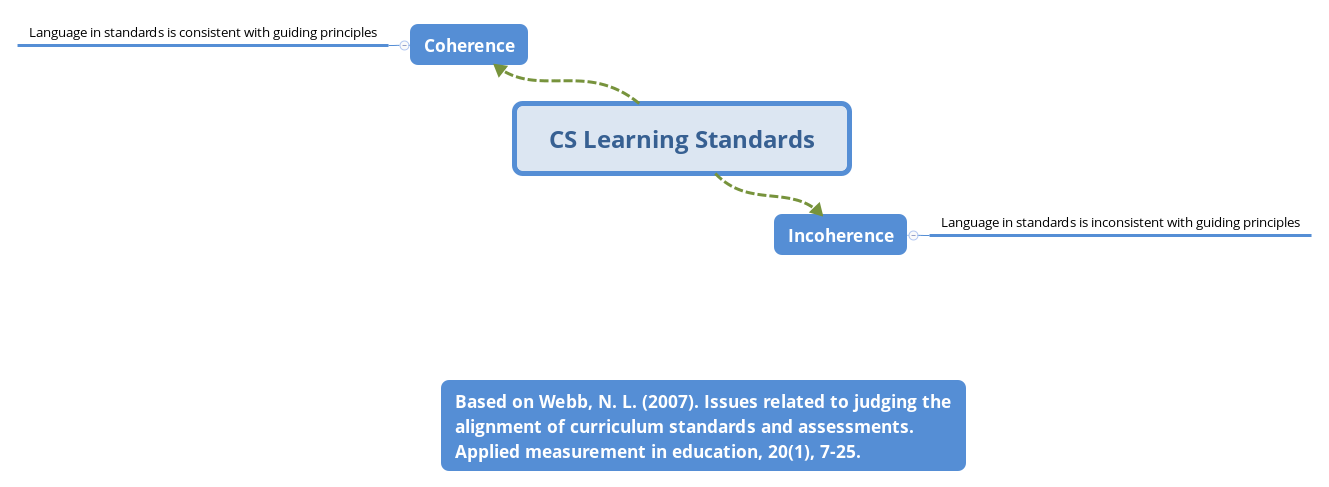 Language in standards is consistent with guiding principles
Coherence
CS Learning Standards
Incoherence
Language in standards is inconsistent with guiding principles
Based on Webb, N. L. (2007). Issues related to judging the
alignment of curriculum standards and assessments.
Applied measurement in education, 20(1), 7-25.